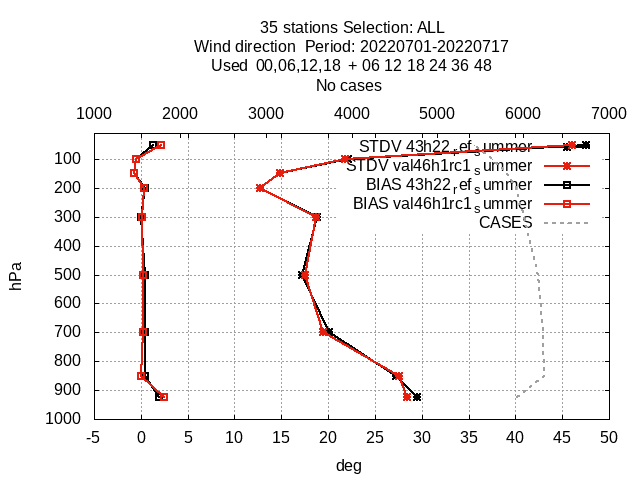 35 stations Selection: ALL
Wind direction  Period: 20220701-20220717
Used  00,06,12,18  + 06 12 18 24 36 48
No cases
1000 2000 3000 4000 5000 6000 7000
STDV 43h22_ref_summer
STDV val46h1rc1_summer
BIAS 43h22_ref_summer
BIAS val46h1rc1_summer
CASES
100
200
300
400
500
600
700
800
900
1000
hPa
-5 0 5 10 15 20 25 30 35 40 45 50
deg